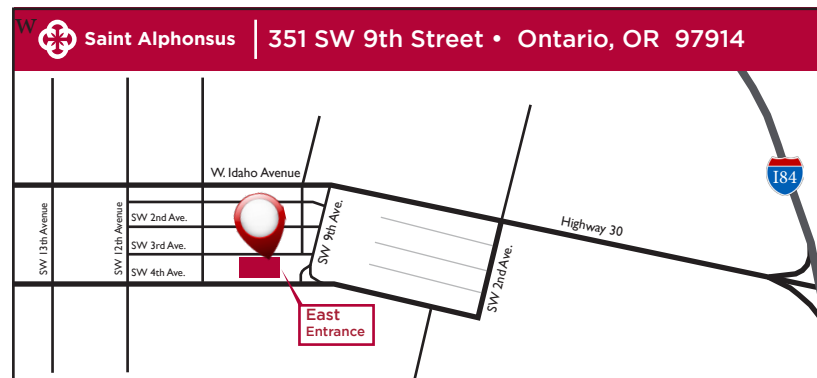 W
Saint Alphonsus
351 SW 9th Street • Ontario, OR 97914
W. Idaho Avenue
I84
SW 13th Avenue
SW 12th Avenue
SW 2nd Ave.
SW 3rd Ave.
SW 4th Ave.
SW 9th Ave.
Highway 30
SW 2nd Ave.
East
Entrance